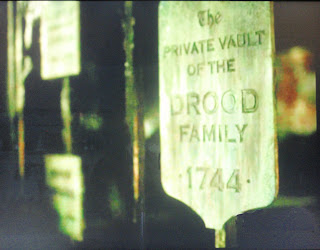 The
PRIVATE VAULT
OF THE
DROOD
FAMILY
·1744·